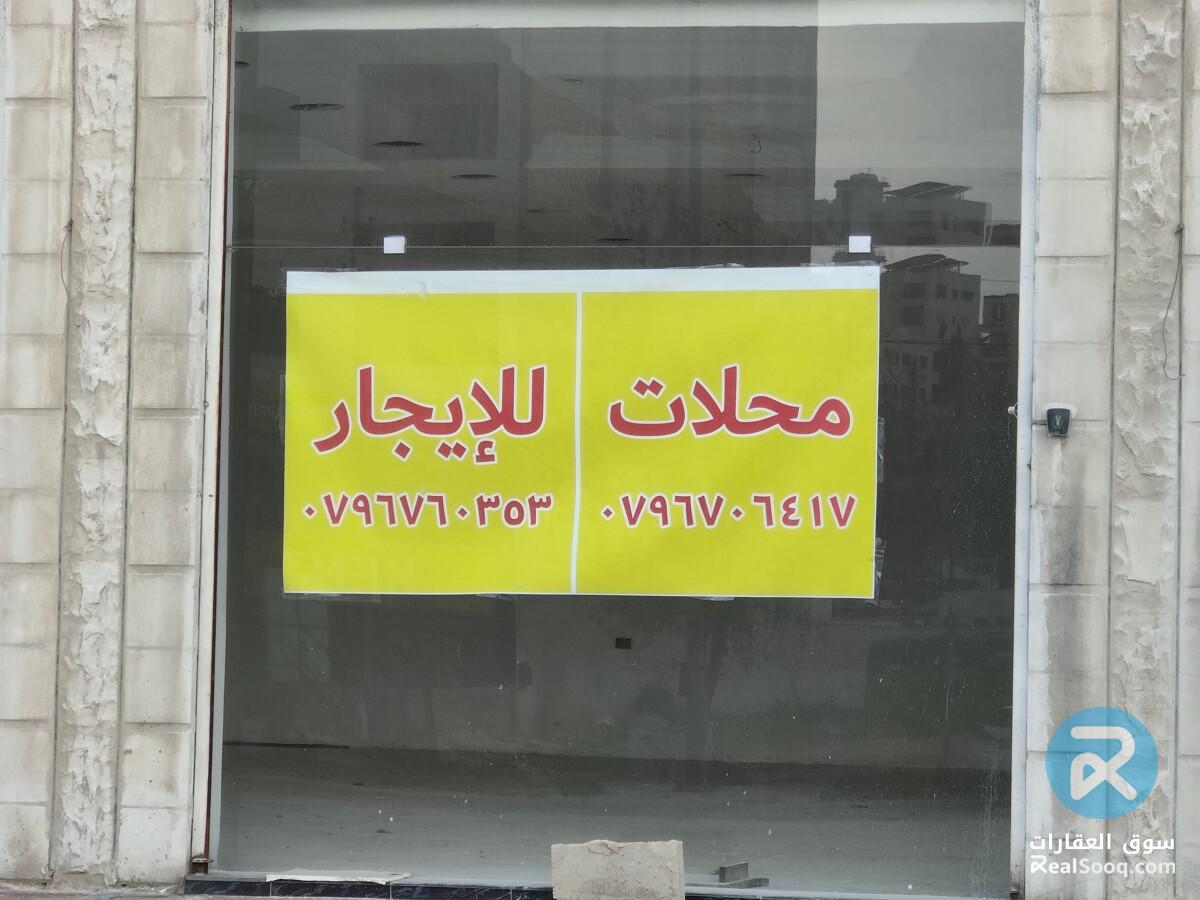 محلات
٠٧٩٦٧٠٦٤١٧
للإيجار
٠٧٩٦٧٦٠٣٥٣
سوق العقارات
RealSooq.com